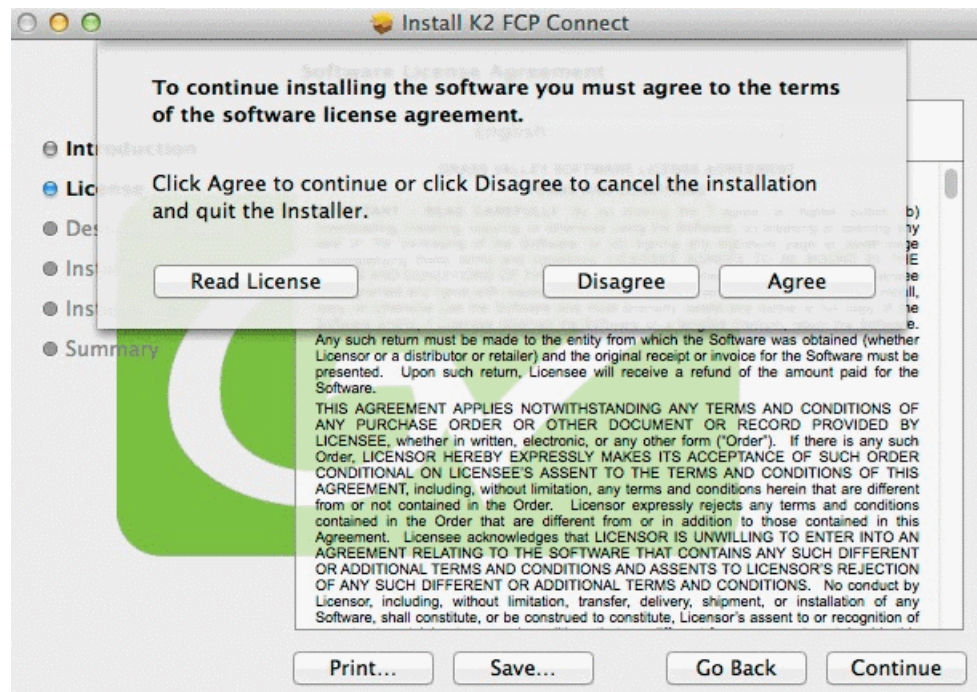 Install K2 FCP Connect
Software License Agreement
To continue installing the software you must agree to the terms
of the software license agreement.
English
Click Agree to continue or click Disagree to cancel the installation
and quit the Installer.
Read License
Disagree
Agree
Introduction
License
Summary
Any such return must be made to the entity from which the Software was obtained (whether
Licensor or a distributor or retailer) and the original receipt or invoice for the Software must be
presented. Upon such return, Licensee will receive a refund of the amount paid for the
Software.
THIS AGREEMENT APPLIES NOTWITHSTANDING ANY TERMS AND CONDITIONS OF
ANY PURCHASE ORDER OR OTHER DOCUMENT OR RECORD PROVIDED BY
LICENSEE, whether in written, electronic, or any other form ("Order"). If there is any such
Order, LICENSOR HEREBY EXPRESSLY MAKES ITS ACCEPTANCE OF SUCH ORDER
CONDITIONAL ON LICENSEE'S ASSENT TO THE TERMS AND CONDITIONS OF THIS
AGREEMENT, including, without limitation, any terms and conditions herein that are different
from or not contained in the Order. Licensor expressly rejects any terms and conditions
contained in the Order that are different from or in addition to those contained in this
Agreement. Licensee acknowledges that LICENSOR IS UNWILLING TO ENTER INTO AN
AGREEMENT RELATING TO THE SOFTWARE THAT CONTAINS ANY SUCH DIFFERENT
OR ADDITIONAL TERMS AND CONDITIONS AND ASSENTS TO LICENSOR'S REJECTION
OF ANY SUCH DIFFERENT OR ADDITIONAL TERMS AND CONDITIONS. No conduct by
Licensor, including, without limitation, transfer, delivery, shipment, or installation of any
Software, shall constitute, or be construed to constitute, Licensor's assent to or recognition of
Print...
Save...
Go Back
Continue